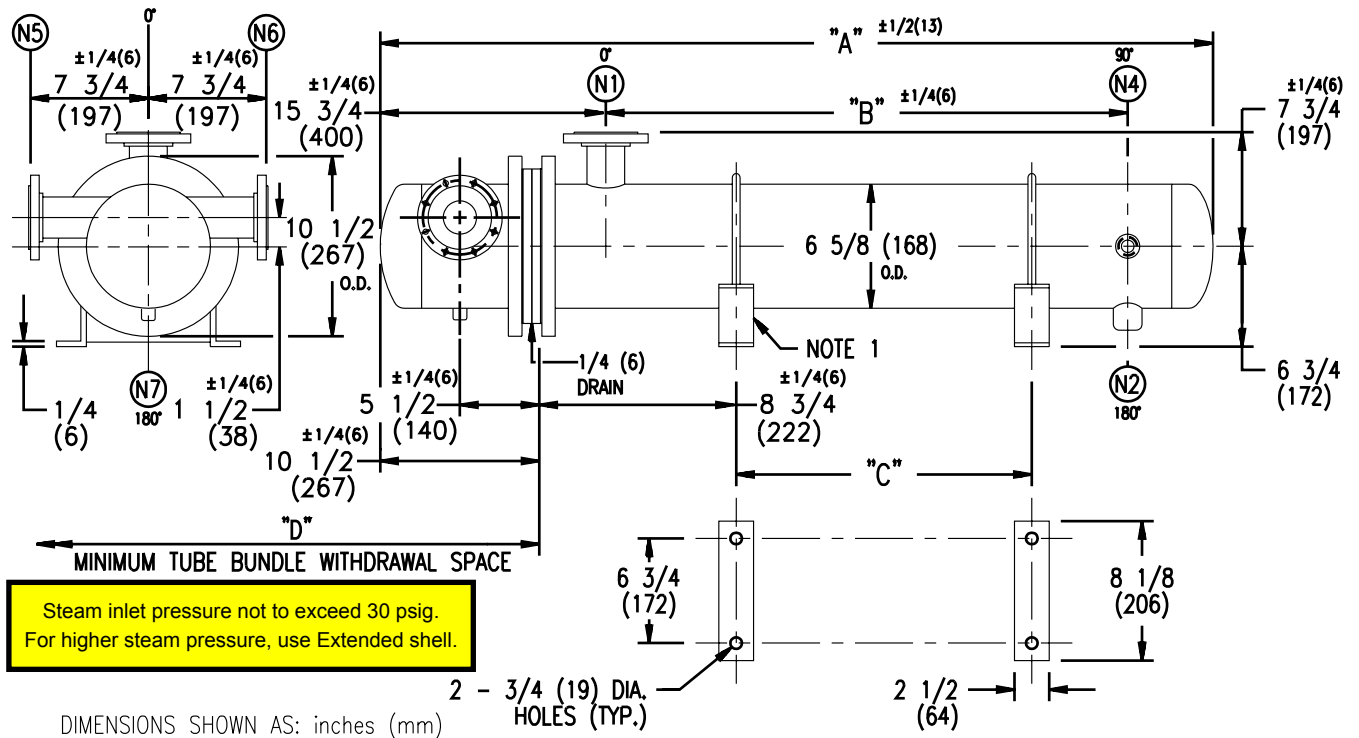 N5
0°
N6
±1/4(6)
±1/4(6)
7 3/4
(197)
7 3/4
(197)
"A" ±1/2(13)
±1/4(6)
15 3/4
(400)
0°
N1
"B" ±1/4(6)
90°
N4
±1/4(6)
7 3/4
(197)
10 1/2
(267)
O.D.
6 5/8 (168)
O.D.
1/4
(6)
N7
180°
±1/4(6)
1 1/2
(38)
1/4 (6)
DRAIN
NOTE 1
N2
180°
6 3/4
(172)
±1/4(6)
5 1/2
(140)
±1/4(6)
8 3/4
(222)
±1/4(6)
10 1/2
(267)
"C"
"D"
MINIMUM TUBE BUNDLE WITHDRAWAL SPACE
Steam inlet pressure not to exceed 30 psig.
For higher steam pressure, use Extended shell.
6 3/4
(172)
8 1/8
(206)
2 - 3/4 (19) DIA.
HOLES (TYP.)
2 1/2
(64)
DIMENSIONS SHOWN AS: inches (mm)